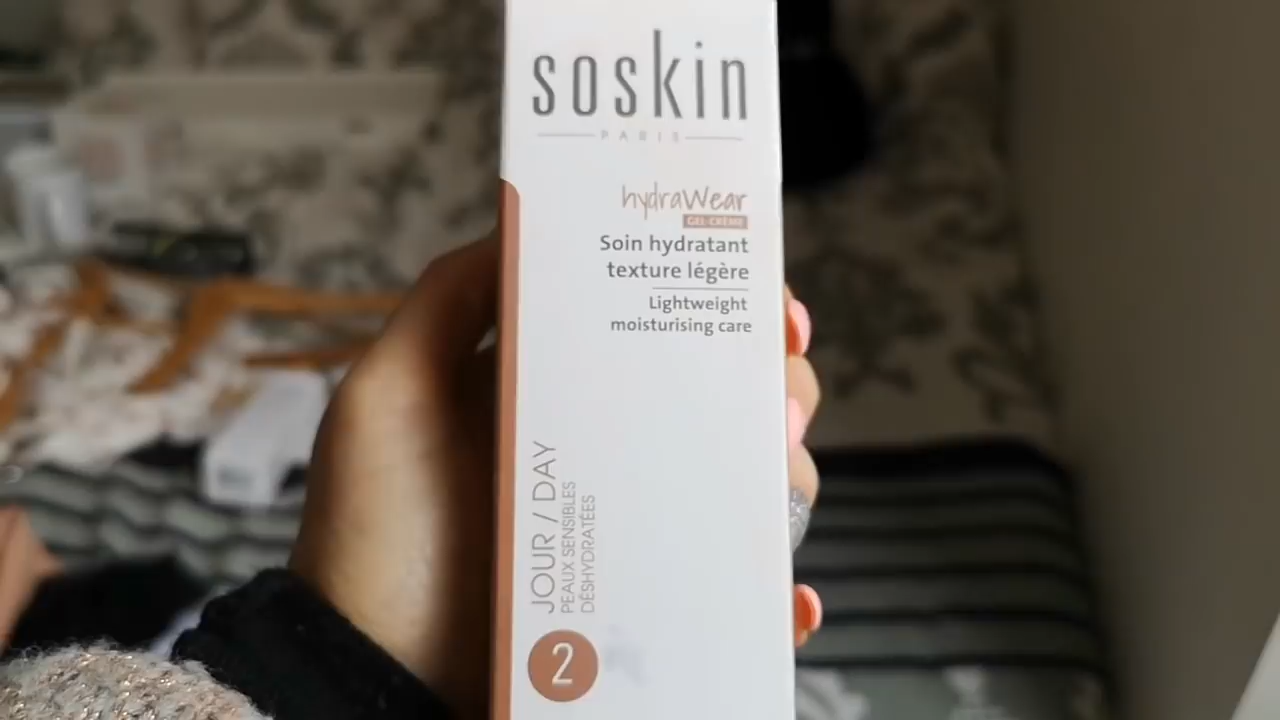 soskin
PARIS
hydraWear
GEL-CRÈME
Soin hydratant
texture légère
Lightweight
moisturising care
JOUR / DAY
PEAUX SENSIBLES
DÉSHYDRATÉES
2